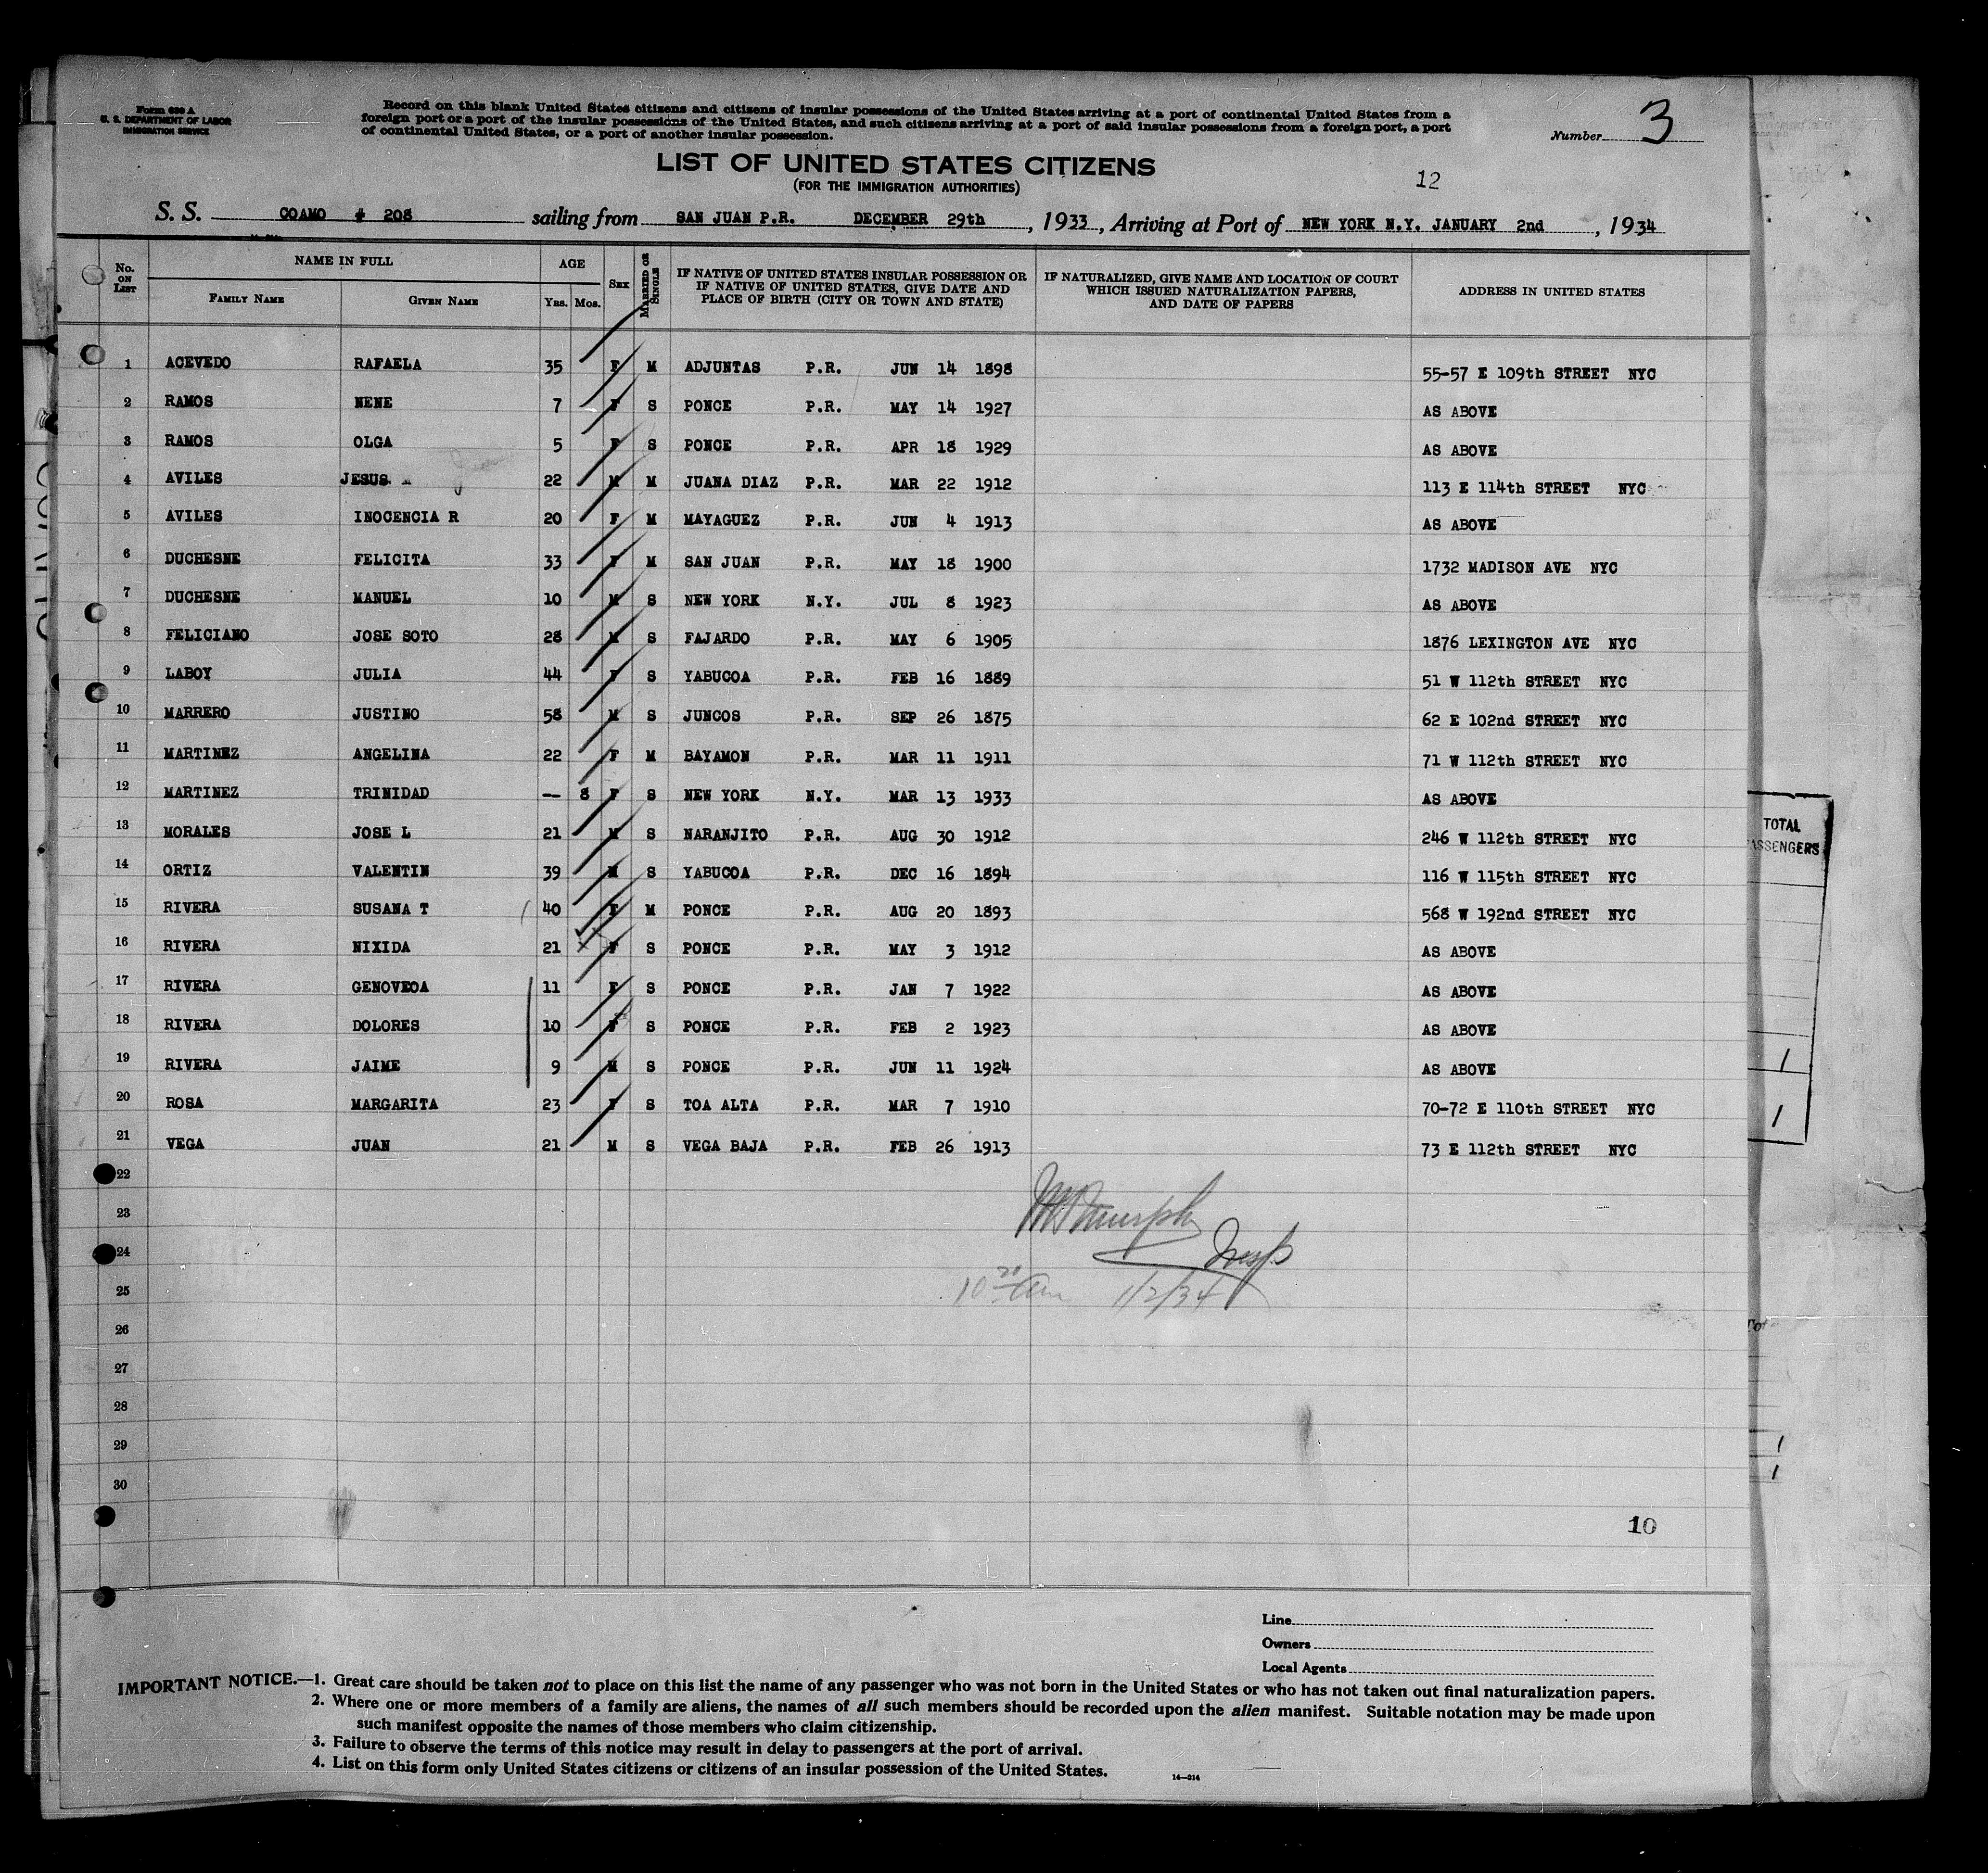 Form 630 A
U. S. DEPARTMENT OF LABOR
IMMIGRATION SERVICE
Record on this blank United States citizens and citizens of insular possessions of the United States arriving at a port of continental United States from a
foreign port or a port of the insular possessions of the United States, and such citizens arriving at a port of said insular possessions from a foreign port, a port
of continental United States, or a port of another insular possession.
Number 3
LIST OF UNITED STATES CITIZENS
(FOR THE IMMIGRATION AUTHORITIES)
12
S. S. COAMO # 208 sailing from SAN JUAN P.R. DECEMBER 29th, 1933, Arriving at Port of NEW YORK N.Y. JANUARY 2nd, 1934
No. ON LIST NAME IN FULL FAMILY NAME GIVEN NAME AGE YRS. MOS. SEX MARRIED OR SINGLE IF NATIVE OF UNITED STATES INSULAR POSSESSION OR IF NATIVE OF UNITED STATES, GIVE DATE AND PLACE OF BIRTH (CITY OR TOWN AND STATE) IF NATURALIZED, GIVE NAME AND LOCATION OF COURT WHICH ISSUED NATURALIZATION PAPERS, AND DATE OF PAPERS ADDRESS IN UNITED STATES
1 ACEVEDO RAFAELA 35 F M ADJUNTAS P.R. JUN 14 1898 55-57 E 109th STREET NYC
2 RAMOS NENE 7 F S PONCE P.R. MAY 14 1927 AS ABOVE
3 RAMOS OLGA 5 F S PONCE P.R. APR 18 1929 AS ABOVE
4 AVILES JESUS 22 M M JUANA DIAZ P.R. MAR 22 1912 113 E 114th STREET NYC
5 AVILES INOCENCIA R 20 F M MAYAGUEZ P.R. JUN 4 1913 AS ABOVE
6 DUCHESNE FELICITA 33 F M SAN JUAN P.R. MAY 18 1900 1732 MADISON AVE NYC
7 DUCHESNE MANUEL 10 M S NEW YORK N.Y. JUL 8 1923 AS ABOVE
8 FELICIANO JOSE SOTO 28 M S FAJARDO P.R. MAY 6 1905 1876 LEXINGTON AVE NYC
9 LABOY JULIA 44 F S YABUCOA P.R. FEB 16 1889 51 W 112th STREET NYC
10 MARRERO JUSTINO 58 M S JUNCOS P.R. SEP 26 1875 62 E 102nd STREET NYC
11 MARTINEZ ANGELINA 22 F M BAYAMON P.R. MAR 11 1911 71 W 112th STREET NYC
12 MARTINEZ TRINIDAD -- 8 F S NEW YORK N.Y. MAR 13 1933 AS ABOVE
13 MORALES JOSE L 21 M S NARANJITO P.R. AUG 30 1912 246 W 112th STREET NYC
14 ORTIZ VALENTIN 39 M S YABUCOA P.R. DEC 16 1894 116 W 115th STREET NYC
15 RIVERA SUSANA T 40 F M PONCE P.R. AUG 20 1893 568 W 192nd STREET NYC
16 RIVERA NIXIDA 21 F S PONCE P.R. MAY 3 1912 AS ABOVE
17 RIVERA GENOVEOA 11 F S PONCE P.R. JAN 7 1922 AS ABOVE
18 RIVERA DOLORES 10 F S PONCE P.R. FEB 2 1923 AS ABOVE
19 RIVERA JAIME 9 M S PONCE P.R. JUN 11 1924 AS ABOVE
20 ROSA MARGARITA 23 F S TOA ALTA P.R. MAR 7 1910 70-72 E 110th STREET NYC
21 VEGA JUAN 21 M S VEGA BAJA P.R. FEB 26 1913 73 E 112th STREET NYC
22
23
24
25
26
27
28
29
30
Murphy
Insp
10 20 am 1/2/34
TOTAL
PASSENGERS
1
1
1
1
10
Line
Owners
Local Agents
IMPORTANT NOTICE.—1. Great care should be taken not to place on this list the name of any passenger who was not born in the United States or who has not taken out final naturalization papers.
2. Where one or more members of a family are aliens, the names of all such members should be recorded upon the alien manifest. Suitable notation may be made upon
such manifest opposite the names of those members who claim citizenship.
3. Failure to observe the terms of this notice may result in delay to passengers at the port of arrival.
4. List on this form only United States citizens or citizens of an insular possession of the United States.
14—314